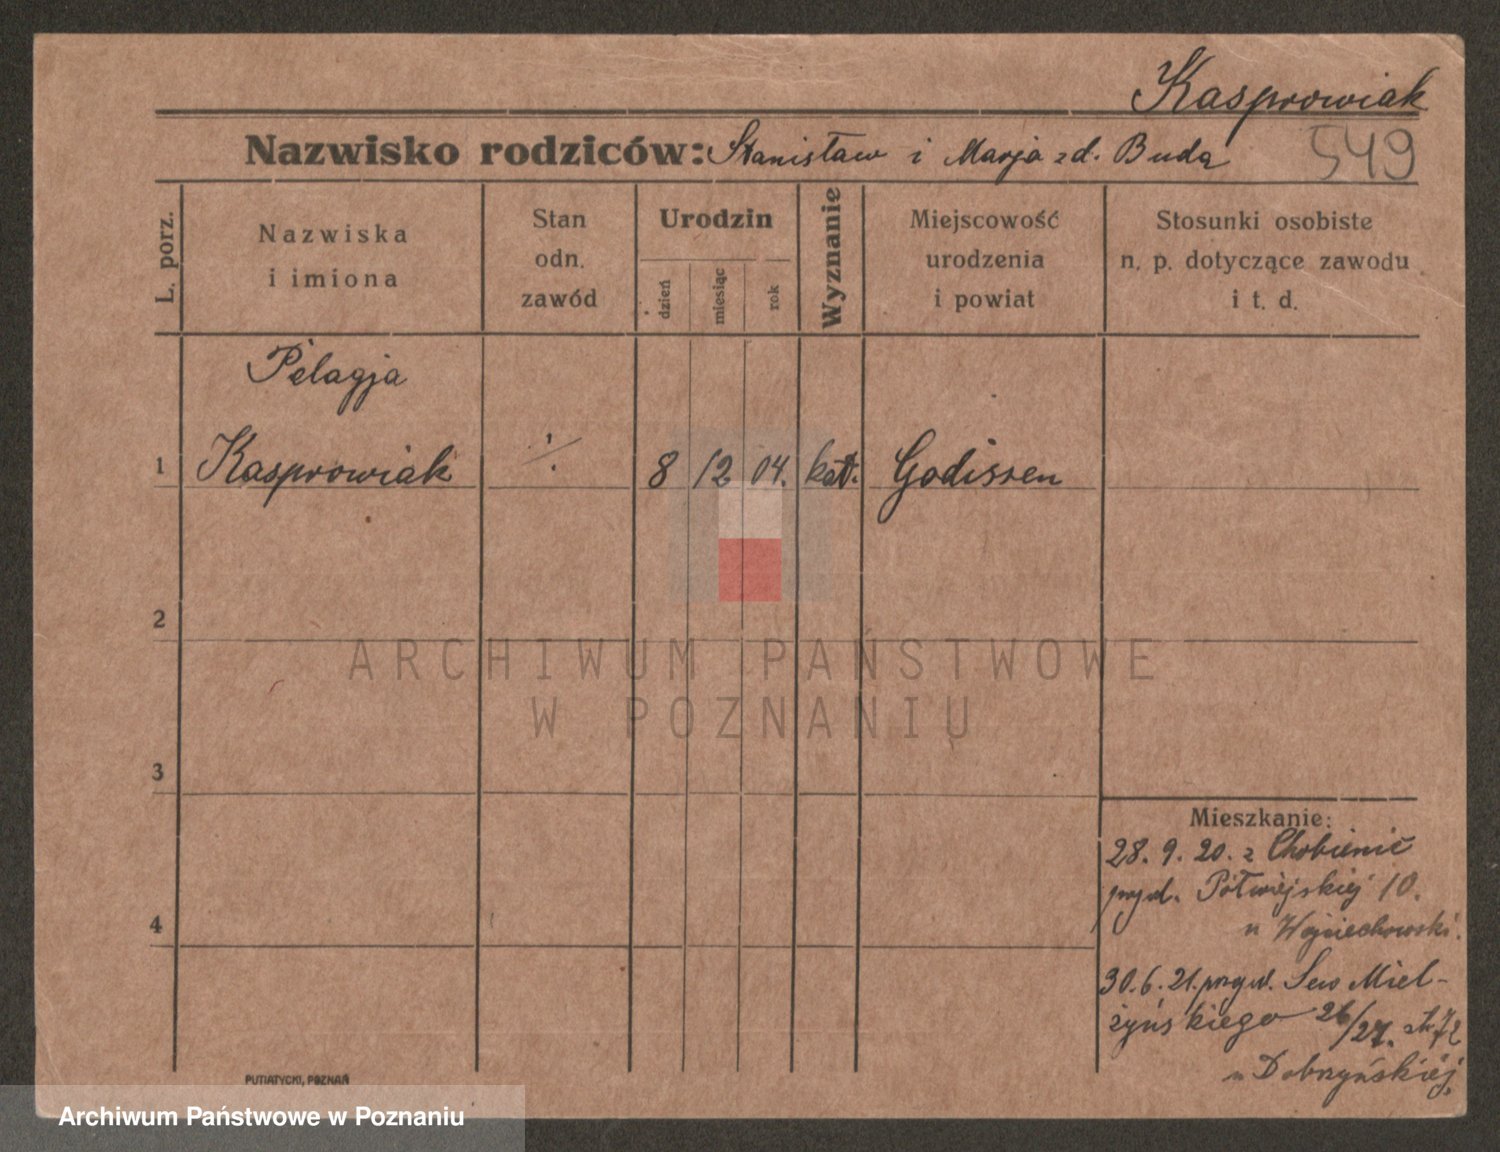 Kasprowiak
Nazwisko rodziców: Stanisław i Marja zd. Buda
549
L. porz.
Nazwiska
i imiona
Stan
odn.
zawód
Urodzin
dzień
miesiąc
rok
Wyznanie
Miejscowość
urodzenia
i powiat
Stosunki osobiste
n. p. dotyczące zawodu
i t. d.
Pelagja
1 Kasprowiak ·/. 8 12 04. kat. Godissen
2
ARCHIWUM PAŃSTWOWE
W POZNANIU
3
Mieszkanie:
28. 9. 20. z Chobienic
Półwiejskiej 10.
u Wojciechowski.
4
30. 6. 21. Sew Miel-
żyńskiego 26/27.
u Dobrzyńskiej.
PUTIATYCKI, POZNAŃ
Archiwum Państwowe w Poznaniu